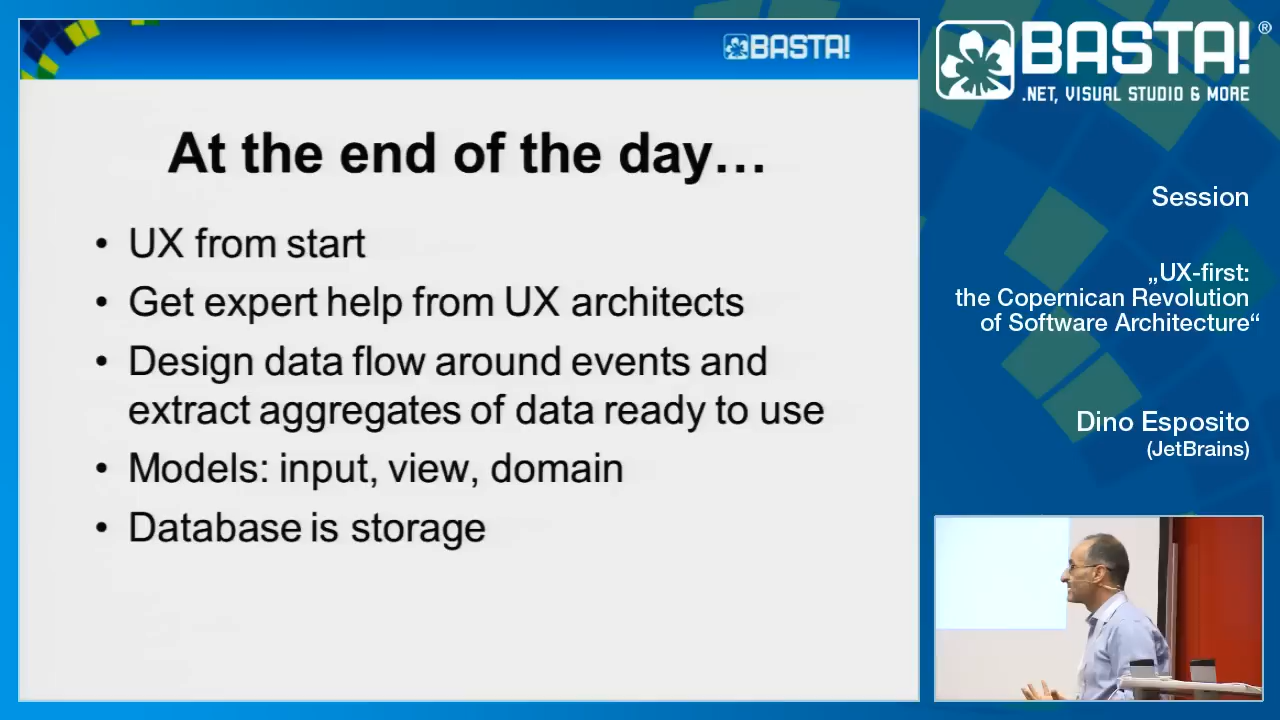 BASTA!
At the end of the day…
• UX from start
• Get expert help from UX architects
• Design data flow around events and
extract aggregates of data ready to use
• Models: input, view, domain
• Database is storage
BASTA!®
.NET, VISUAL STUDIO & MORE
Session
„UX-first:
the Copernican Revolution
of Software Architecture“
Dino Esposito
(JetBrains)